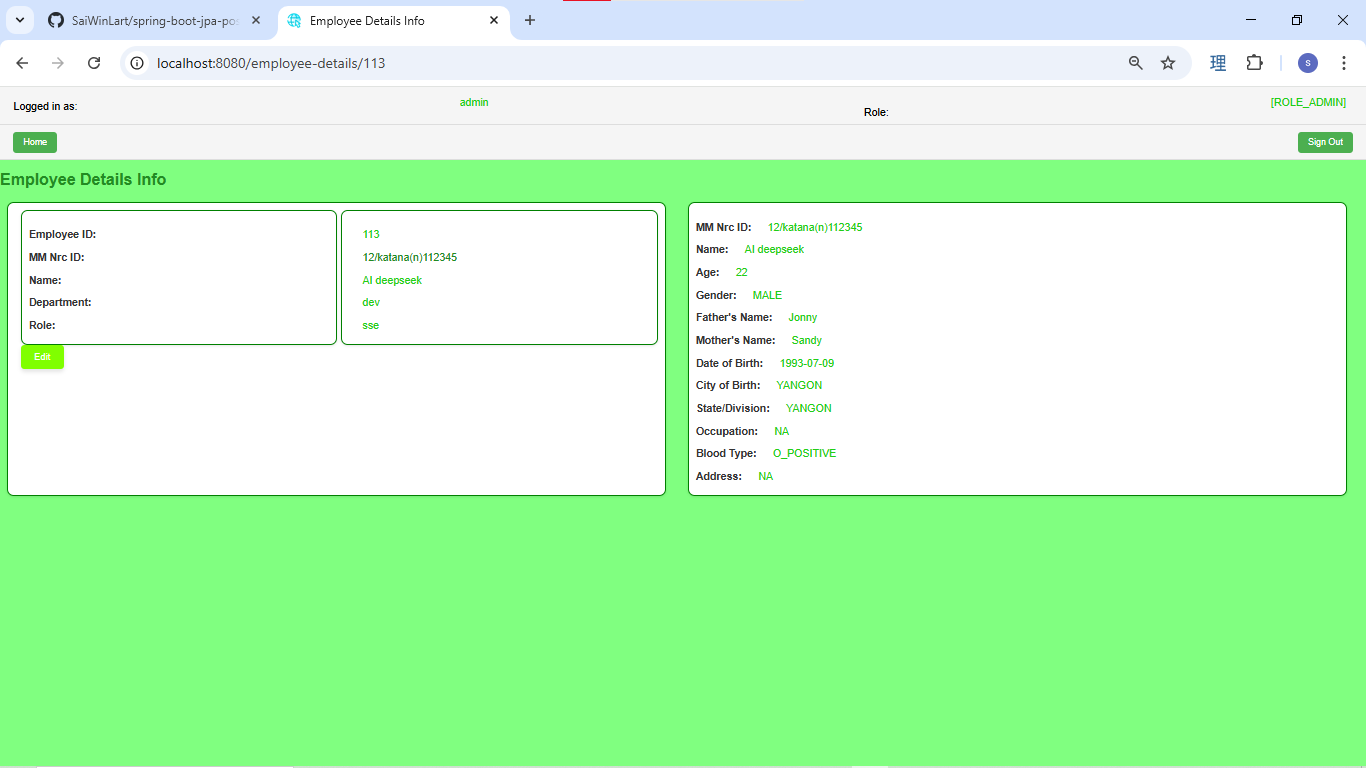 SaiWinLart/spring-boot-jpa-pos
Employee Details Info
localhost:8080/employee-details/113
理
S
Logged in as: admin Role: [ROLE_ADMIN]
Home Sign Out
Employee Details Info
Employee ID: 113
MM Nrc ID: 12/katana(n)112345
Name: AI deepseek
Department: dev
Role: sse
Edit
MM Nrc ID: 12/katana(n)112345
Name: AI deepseek
Age: 22
Gender: MALE
Father's Name: Jonny
Mother's Name: Sandy
Date of Birth: 1993-07-09
City of Birth: YANGON
State/Division: YANGON
Occupation: NA
Blood Type: O_POSITIVE
Address: NA